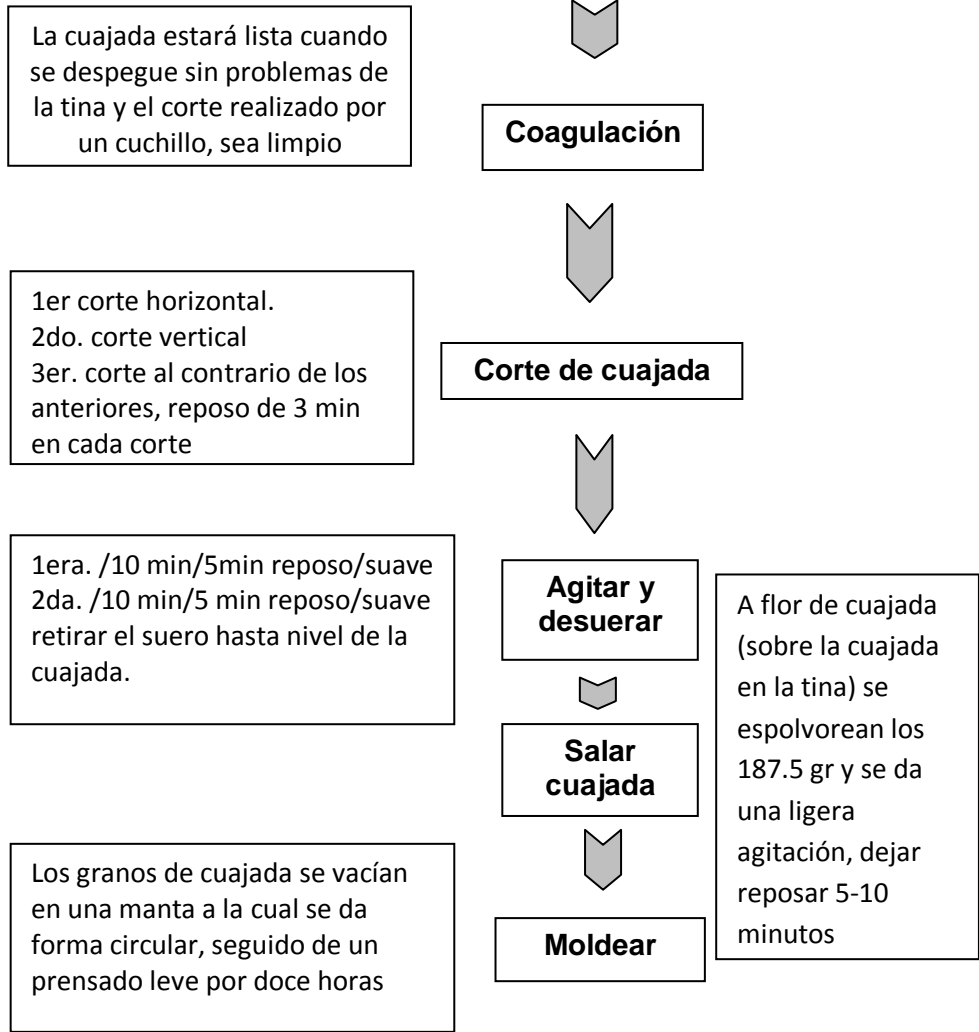 La cuajada estará lista cuando
se despegue sin problemas de
la tina y el corte realizado por
un cuchillo, sea limpio
Coagulación
1er corte horizontal.
2do. corte vertical
3er. corte al contrario de los
anteriores, reposo de 3 min
en cada corte
Corte de cuajada
1era. /10 min/5min reposo/suave
2da. /10 min/5 min reposo/suave
retirar el suero hasta nivel de la
cuajada.
Agitar y
desuerar
A flor de cuajada
(sobre la cuajada
en la tina) se
espolvorean los
187.5 gr y se da
una ligera
agitación, dejar
reposar 5-10
minutos
Salar
cuajada
Los granos de cuajada se vacían
en una manta a la cual se da
forma circular, seguido de un
prensado leve por doce horas
Moldear